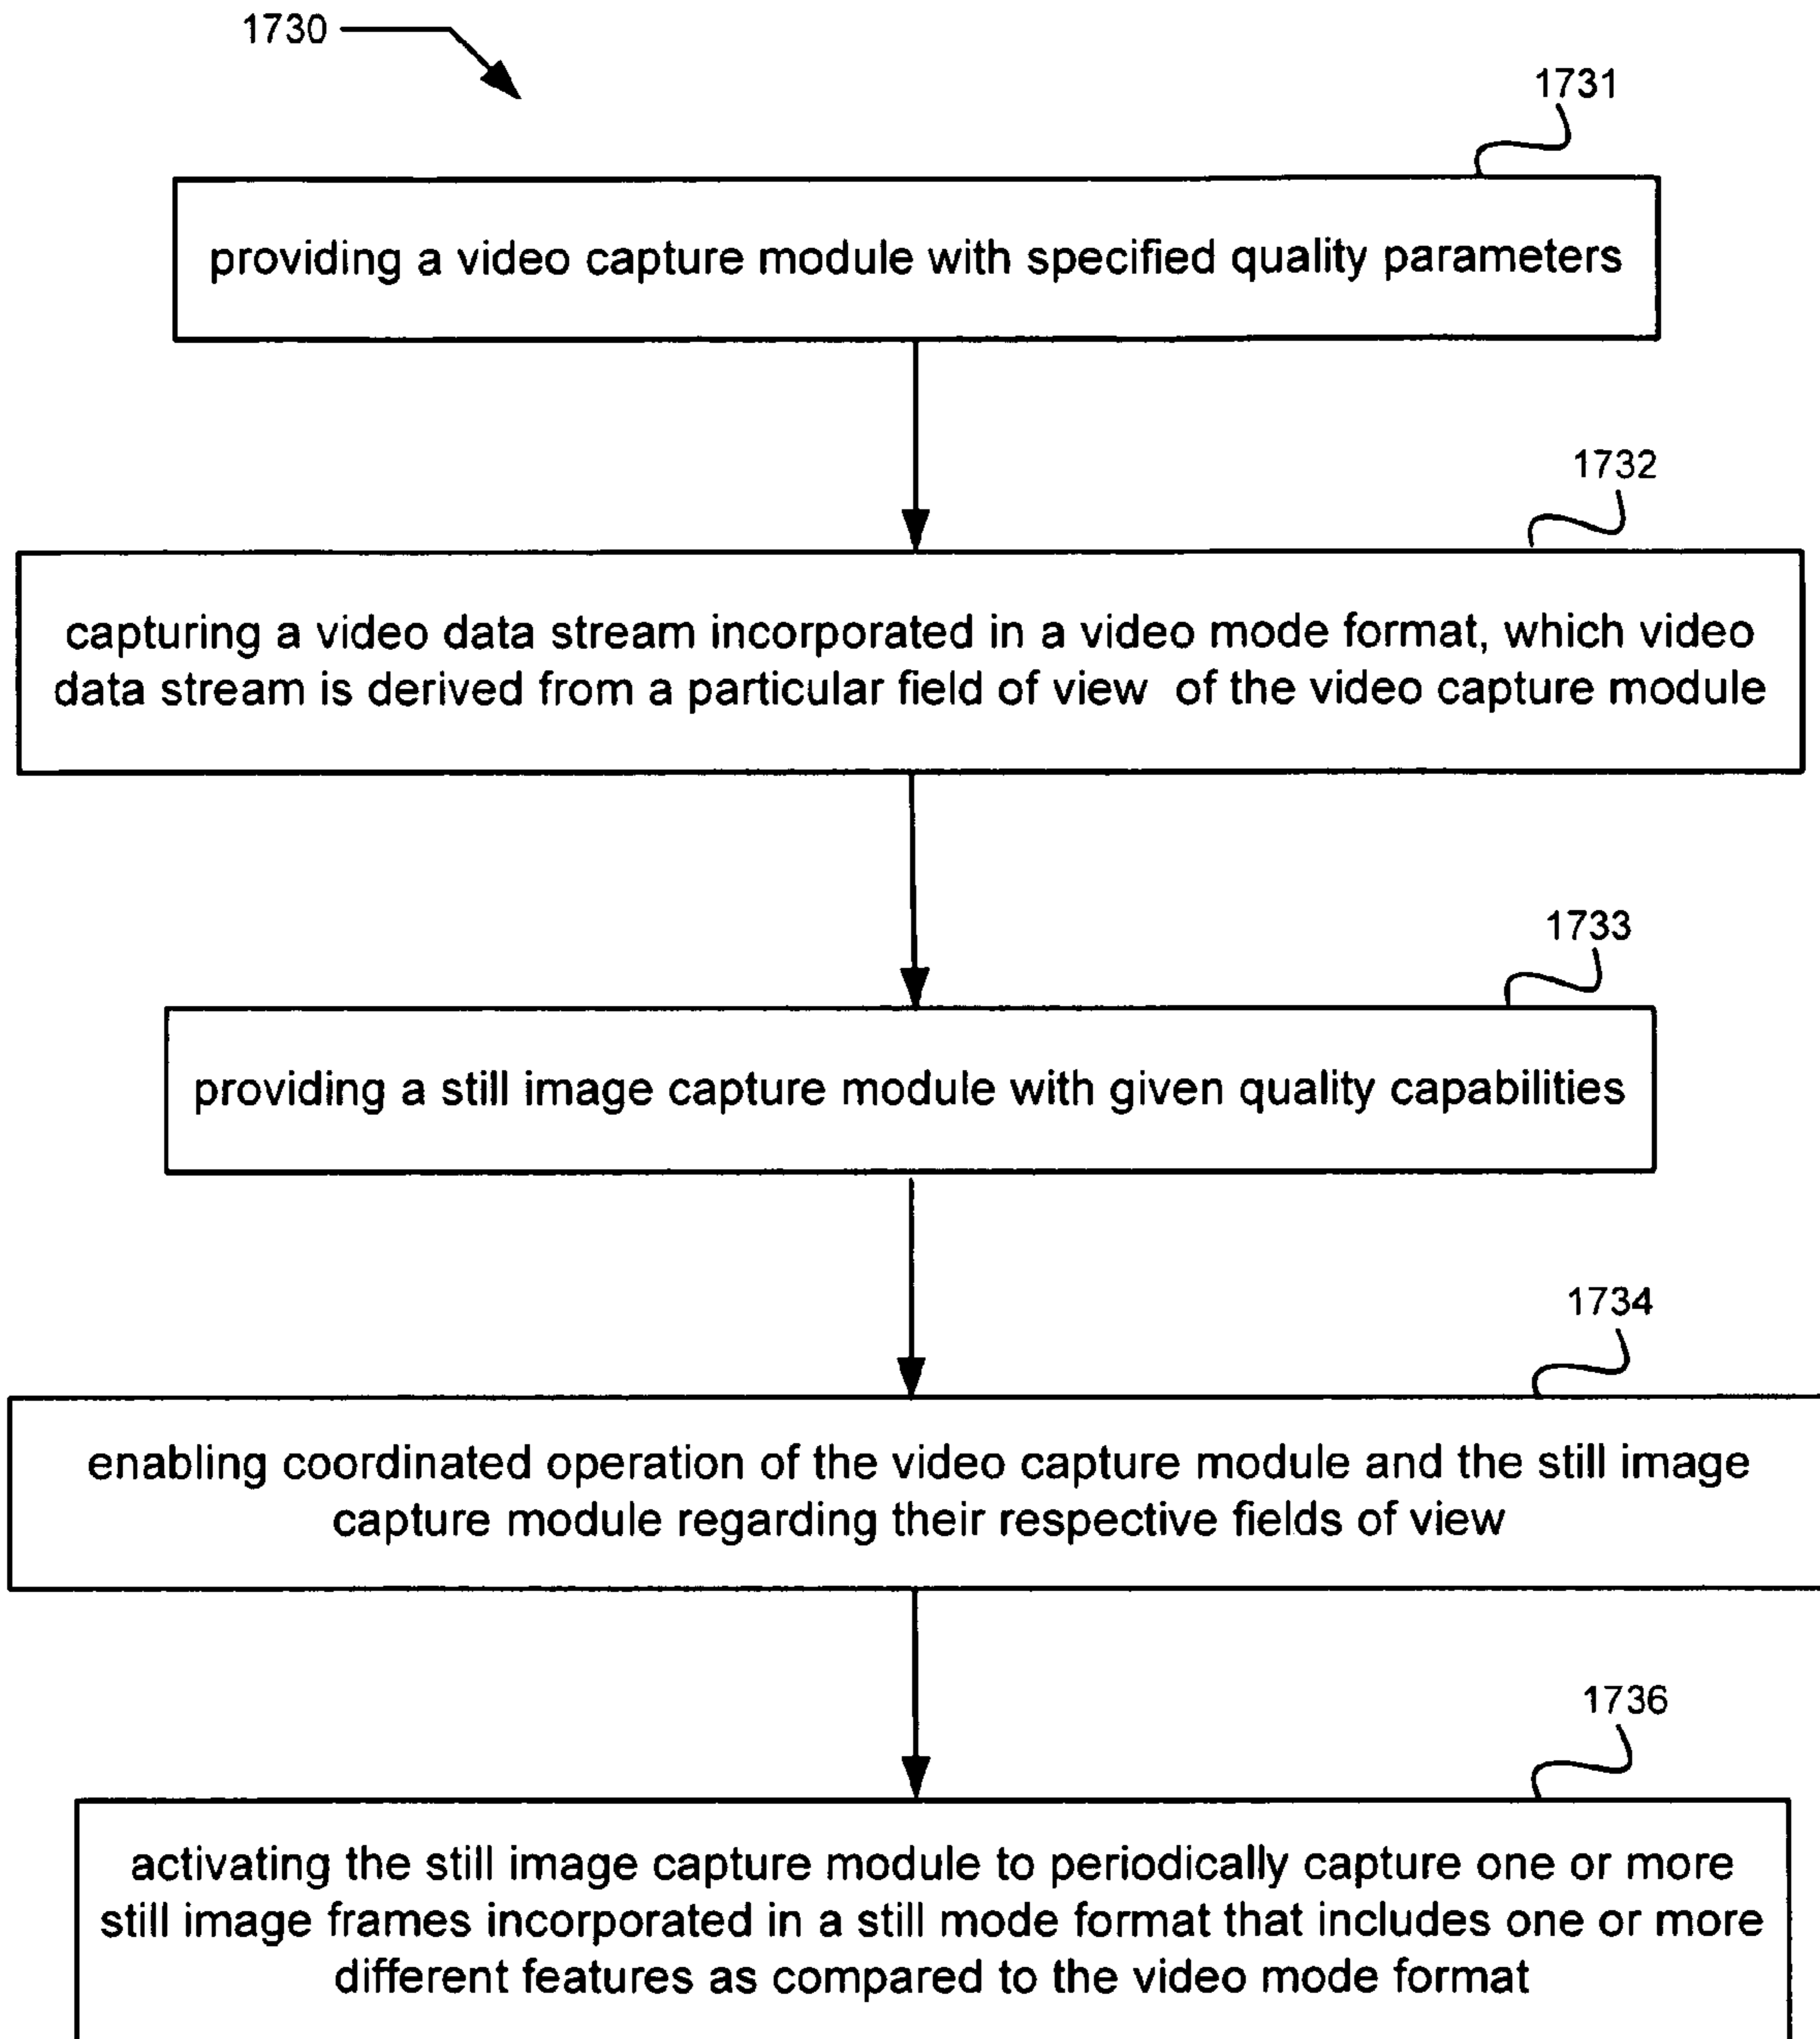 1730
1731
providing a video capture module with specified quality parameters
1732
capturing a video data stream incorporated in a video mode format, which video
data stream is derived from a particular field of view of the video capture module
1733
providing a still image capture module with given quality capabilities
1734
enabling coordinated operation of the video capture module and the still image
capture module regarding their respective fields of view
1736
activating the still image capture module to periodically capture one or more
still image frames incorporated in a still mode format that includes one or more
different features as compared to the video mode format